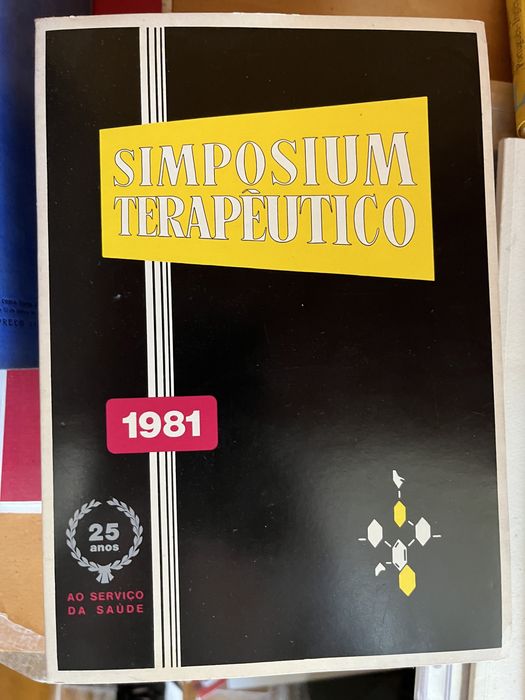 SIMPOSIUM
TERAPÊUTICO
1981
25
anos
AO SERVIÇO
DA SAÚDE